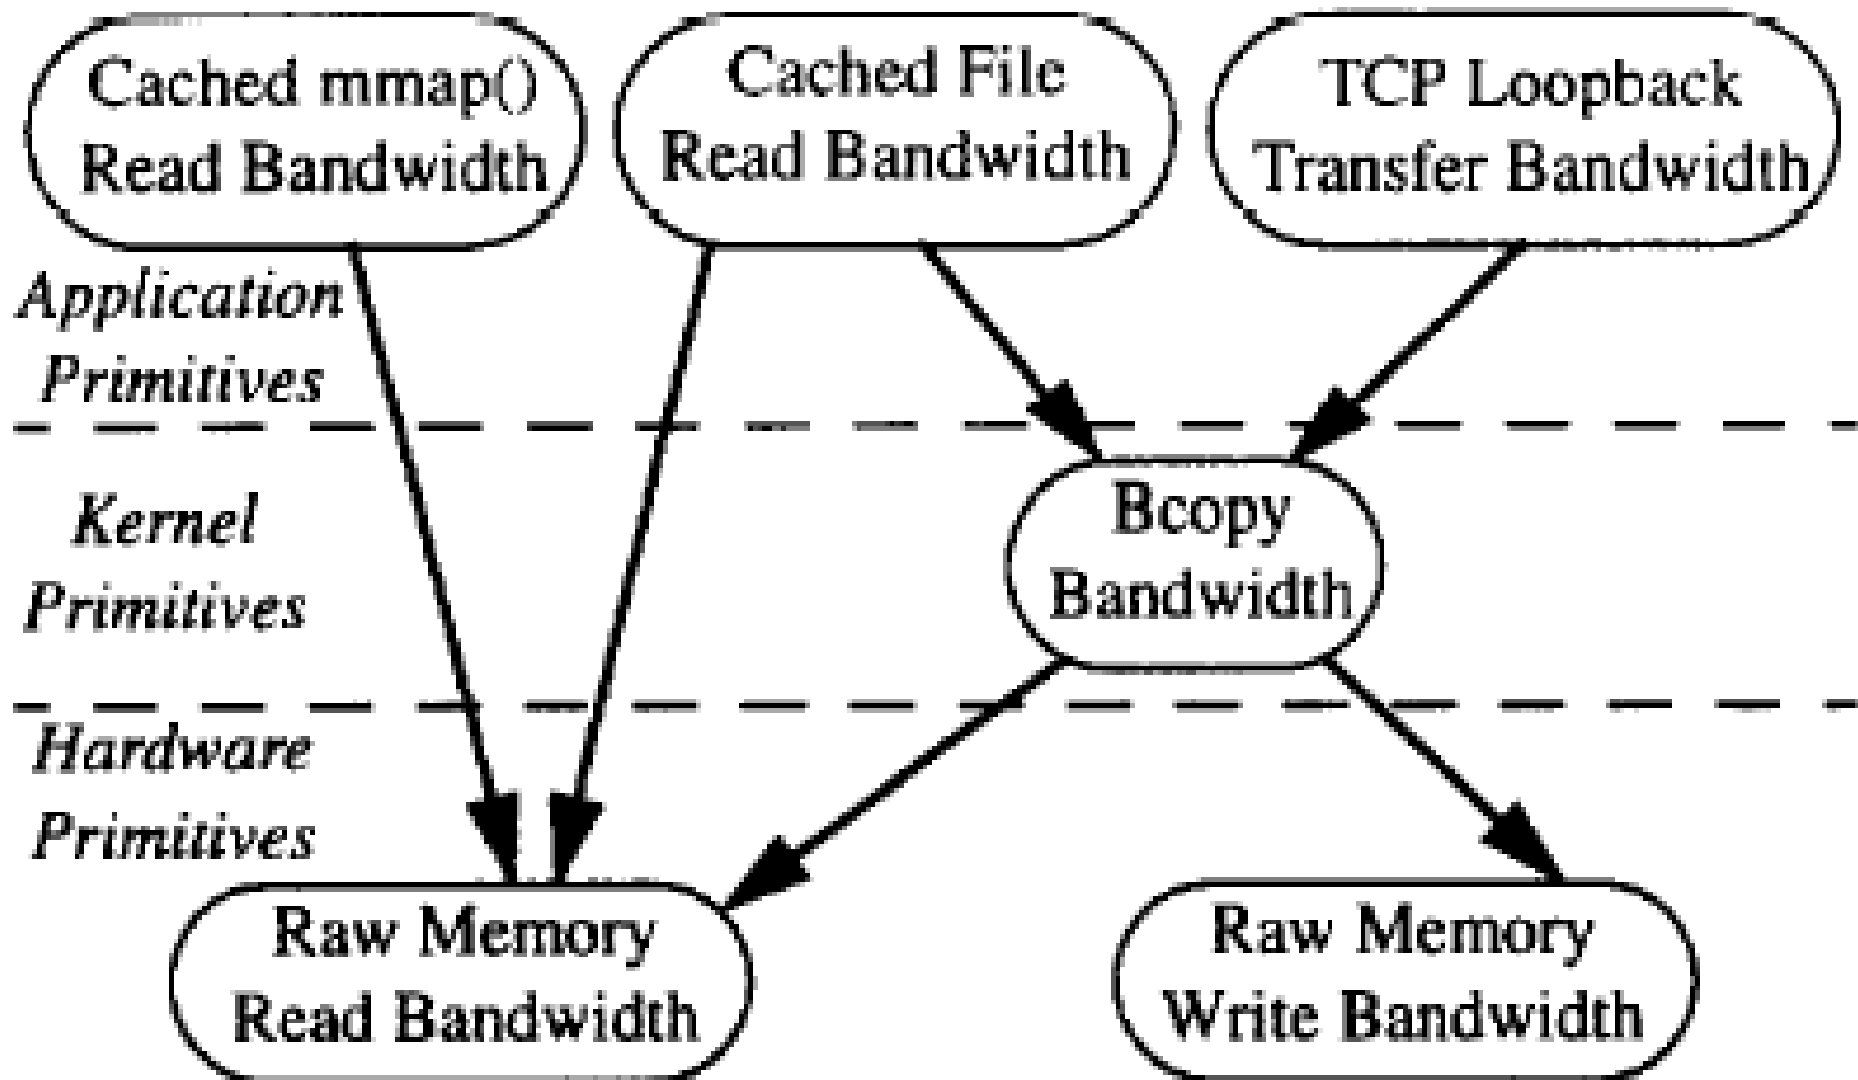 Cached mmap()
Read Bandwidth
Cached File
Read Bandwidth
TCP Loopback
Transfer Bandwidth
Application
Primitives
Kernel
Primitives
Bcopy
Bandwidth
Hardware
Primitives
Raw Memory
Read Bandwidth
Raw Memory
Write Bandwidth